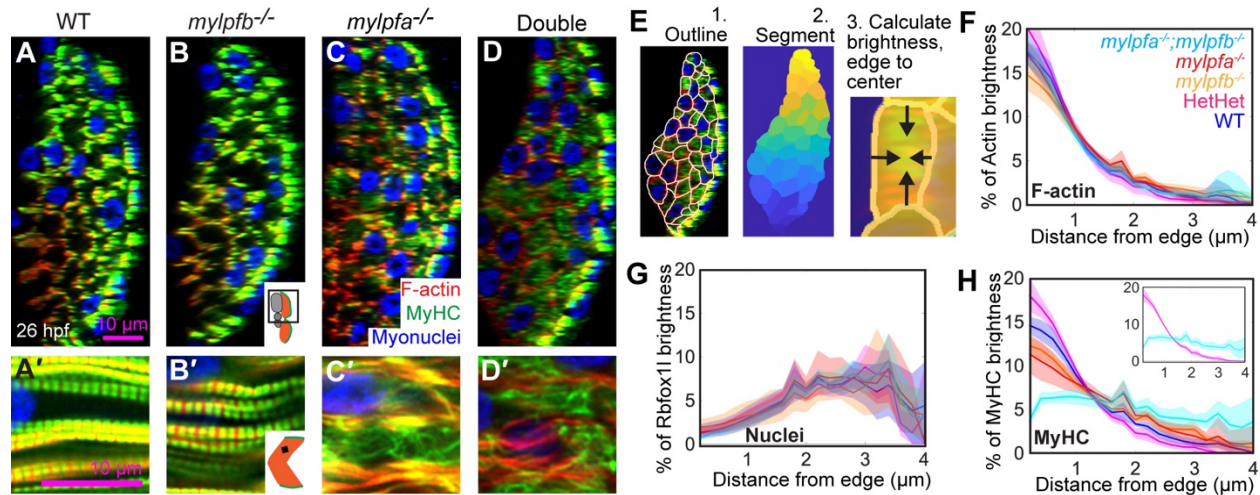 WT
mylpfb-/-
mylpfa-/-
Double
A
B
C
D
26 hpf
10 µm
F-actin
MyHC
Myonuclei
A′
B′
C′
D′
10 µm
E
1.
Outline
2.
Segment
3. Calculate
brightness,
edge to
center
F
% of Actin brightness
20
15
10
5
0
mylpfa-/-;mylpfb-/-
mylpfa-/-
mylpfb-/-
HetHet
WT
F-actin
1 2 3 4
Distance from edge (µm)
G
% of Rbfox1l brightness
20
15
10
5
0
Nuclei
1 2 3 4
Distance from edge (µm)
H
% of MyHC brightness
20
15
10
5
0
20
10
0
1 2 3 4
MyHC
1 2 3 4
Distance from edge (µm)